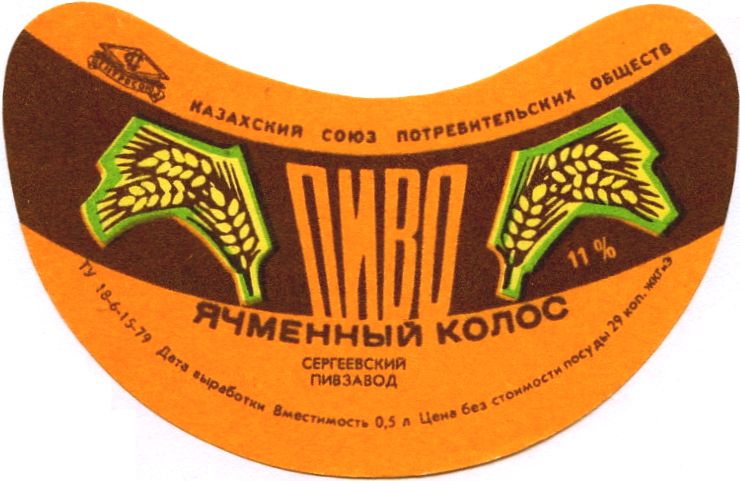 ЦЕНТРОСОЮЗ
КАЗАХСКИЙ СОЮЗ ПОТРЕБИТЕЛЬСКИХ ОБЩЕСТВ
ПИВО
11 %
ЯЧМЕННЫЙ КОЛОС
СЕРГЕЕВСКИЙ
ПИВЗАВОД
ТУ 18-6-15-79 Дата выработки Вместимость 0,5 л Цена без стоимости посуды 29 коп.